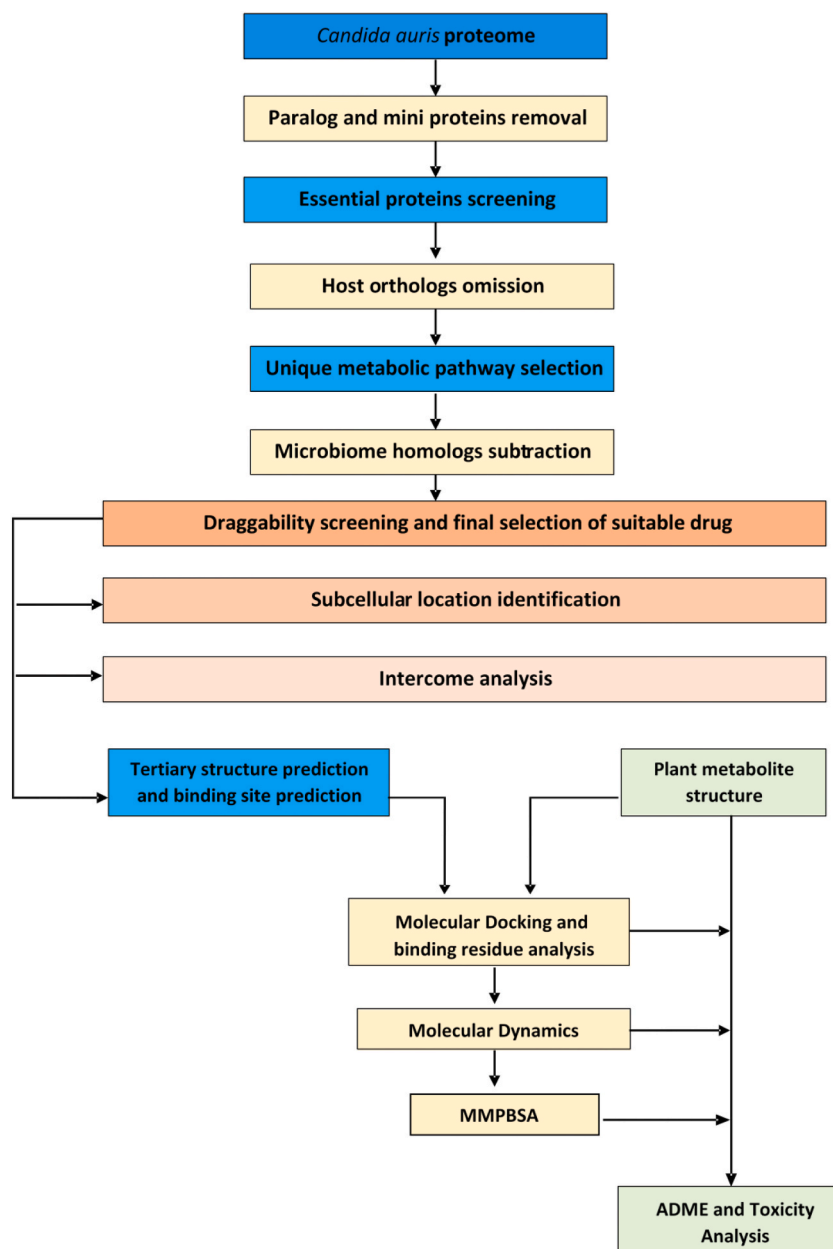 Candida auris proteome
Paralog and mini proteins removal
Essential proteins screening
Host orthologs omission
Unique metabolic pathway selection
Microbiome homologs subtraction
Draggability screening and final selection of suitable drug
Subcellular location identification
Intercome analysis
Tertiary structure prediction
and binding site prediction
Plant metabolite
structure
Molecular Docking and
binding residue analysis
Molecular Dynamics
MMPBSA
ADME and Toxicity
Analysis